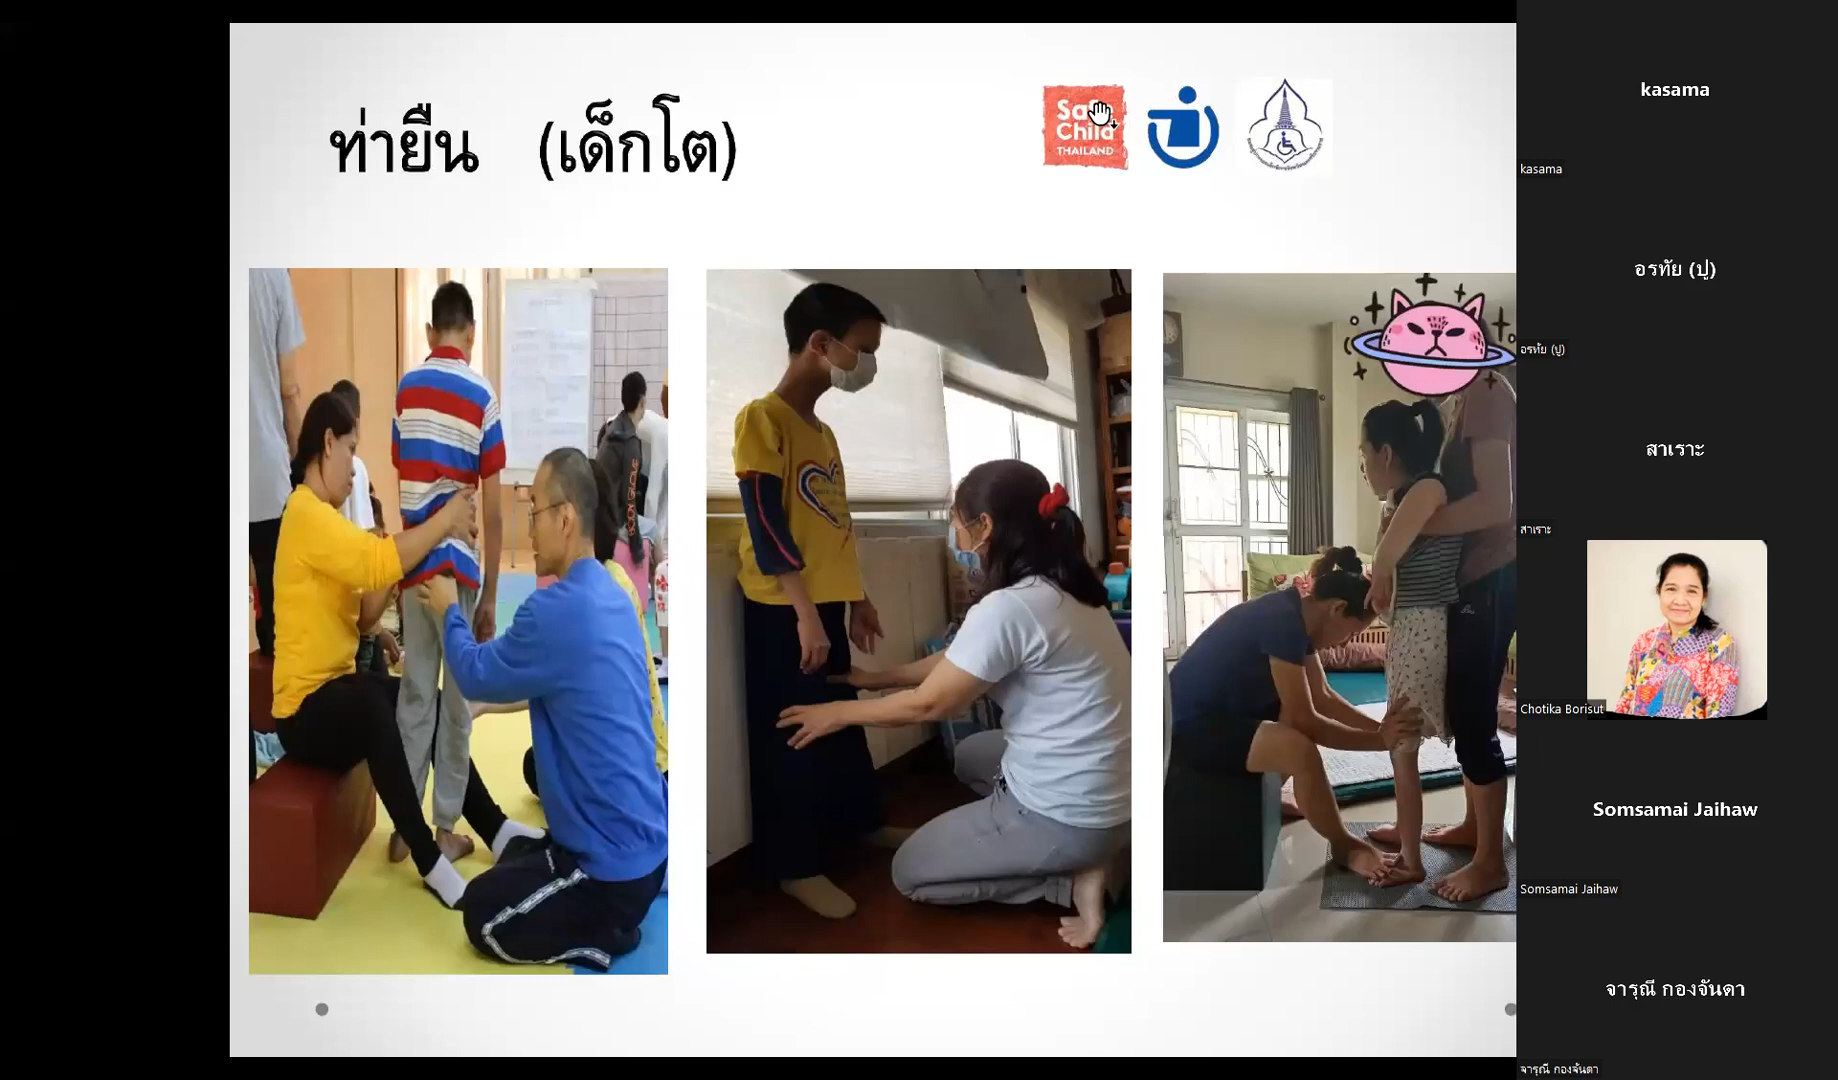 ท่ายืน (เด็กโต)
Child
THAILAND
kasama
kasama
อรทัย (ปู)
อรทัย (ปู)
สาเราะ
สาเราะ
Chotika Borisut
Somsamai Jaihaw
Somsamai Jaihaw
จารุณี กองจันดา
จารุณี กองจันดา